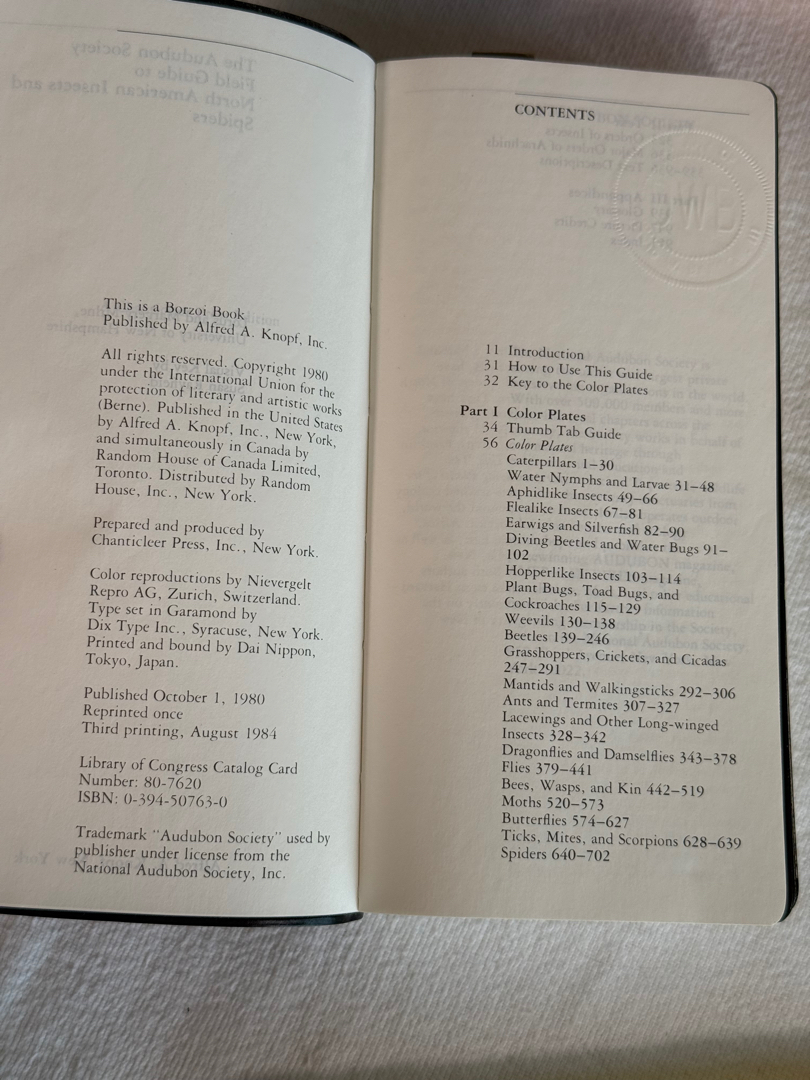 The Audubon Society
Field Guide to
North American Insects and
Spiders
This is a Borzoi Book
Published by Alfred A. Knopf, Inc.
All rights reserved. Copyright 1980
under the International Union for the
protection of literary and artistic works
(Berne). Published in the United States
by Alfred A. Knopf, Inc., New York,
and simultaneously in Canada by
Random House of Canada Limited,
Toronto. Distributed by Random
House, Inc., New York.
Prepared and produced by
Chanticleer Press, Inc., New York.
Color reproductions by Nievergelt
Repro AG, Zurich, Switzerland.
Type set in Garamond by
Dix Type Inc., Syracuse, New York.
Printed and bound by Dai Nippon,
Tokyo, Japan.
Published October 1, 1980
Reprinted once
Third printing, August 1984
Library of Congress Catalog Card
Number: 80-7620
ISBN: 0-394-50763-0
Trademark "Audubon Society" used by
publisher under license from the
National Audubon Society, Inc.
CONTENTS
11 Introduction
31 How to Use This Guide
32 Key to the Color Plates
Part I Color Plates
34 Thumb Tab Guide
56 Color Plates
Caterpillars 1–30
Water Nymphs and Larvae 31–48
Aphidlike Insects 49–66
Flealike Insects 67–81
Earwigs and Silverfish 82–90
Diving Beetles and Water Bugs 91–
102
Hopperlike Insects 103–114
Plant Bugs, Toad Bugs, and
Cockroaches 115–129
Weevils 130–138
Beetles 139–246
Grasshoppers, Crickets, and Cicadas
247–291
Mantids and Walkingsticks 292–306
Ants and Termites 307–327
Lacewings and Other Long-winged
Insects 328–342
Dragonflies and Damselflies 343–378
Flies 379–441
Bees, Wasps, and Kin 442–519
Moths 520–573
Butterflies 574–627
Ticks, Mites, and Scorpions 628–639
Spiders 640–702